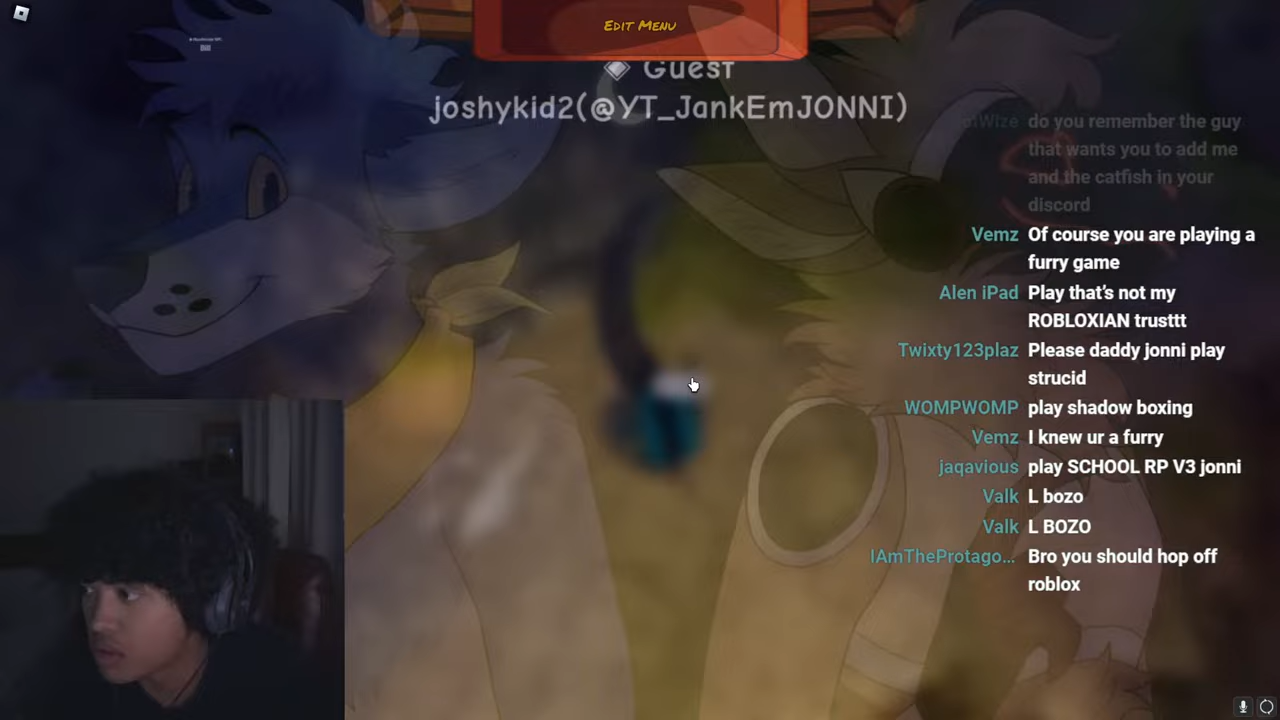 Edit Menu
Guest
joshykid2(@YT_JankEmJONNI)
do you remember the guy
that wants you to add me
and the catfish in your
discord
Vemz Of course you are playing a
furry game
Alen iPad Play that's not my
ROBLOXIAN trusttt
Twixty123plaz Please daddy jonni play
strucid
WOMPWOMP play shadow boxing
Vemz I knew ur a furry
jaqavious play SCHOOL RP V3 jonni
Valk L bozo
Valk L BOZO
IAmTheProtago... Bro you should hop off
roblox